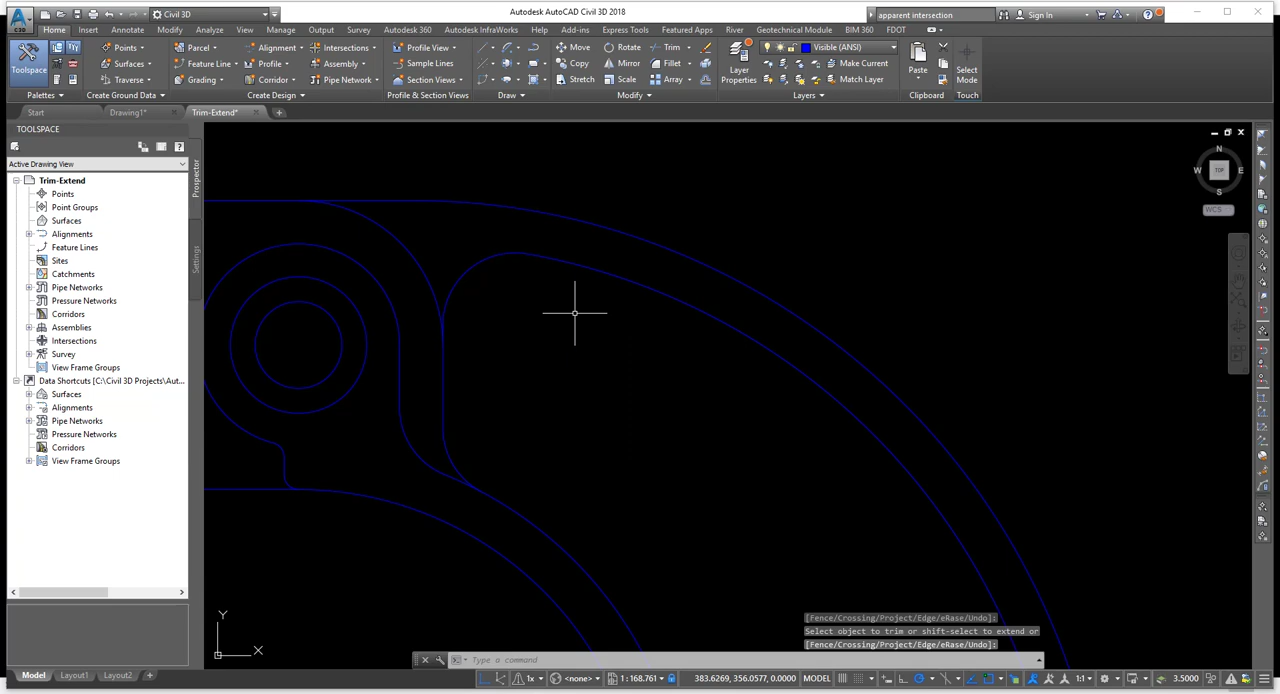 Autodesk AutoCAD Civil 3D 2018
C3D
Civil 3D
apparent intersection
Sign In
Home Insert Annotate Modify Analyze View Manage Output Survey Autodesk 360 Autodesk InfraWorks Help Add-ins Express Tools Featured Apps River Geotechnical Module BIM 360 FDOT
Toolspace
Palettes
Points
Surfaces
Traverse
Create Ground Data
Parcel
Feature Line
Grading
Alignment
Profile
Corridor
Intersections
Assembly
Pipe Network
Create Design
Profile View
Sample Lines
Section Views
Profile & Section Views
Draw
Move
Copy
Stretch
Rotate
Mirror
Scale
Trim
Fillet
Array
Modify
Layer
Properties
Visible (ANSI)
Make Current
Match Layer
Layers
Paste
Clipboard
Select
Mode
Touch
Start
Drawing1*
Trim-Extend*
TOOLSPACE
Active Drawing View
Trim-Extend
Points
Point Groups
Surfaces
Alignments
Feature Lines
Sites
Catchments
Pipe Networks
Pressure Networks
Corridors
Assemblies
Intersections
Survey
View Frame Groups
Data Shortcuts [C:\Civil 3D Projects\Aut...
Surfaces
Alignments
Pipe Networks
Pressure Networks
Corridors
View Frame Groups
Prospector
Settings
N
W
TOP
E
S
WCS
Y
X
[Fence/Crossing/Project/Edge/eRase/Undo]:
Select object to trim or shift-select to extend or
[Fence/Crossing/Project/Edge/eRase/Undo]:
Type a command
Model
Layout1
Layout2
1x
<none>
1 : 168.761
383.6269, 356.0577, 0.0000
MODEL
1:1
3.5000